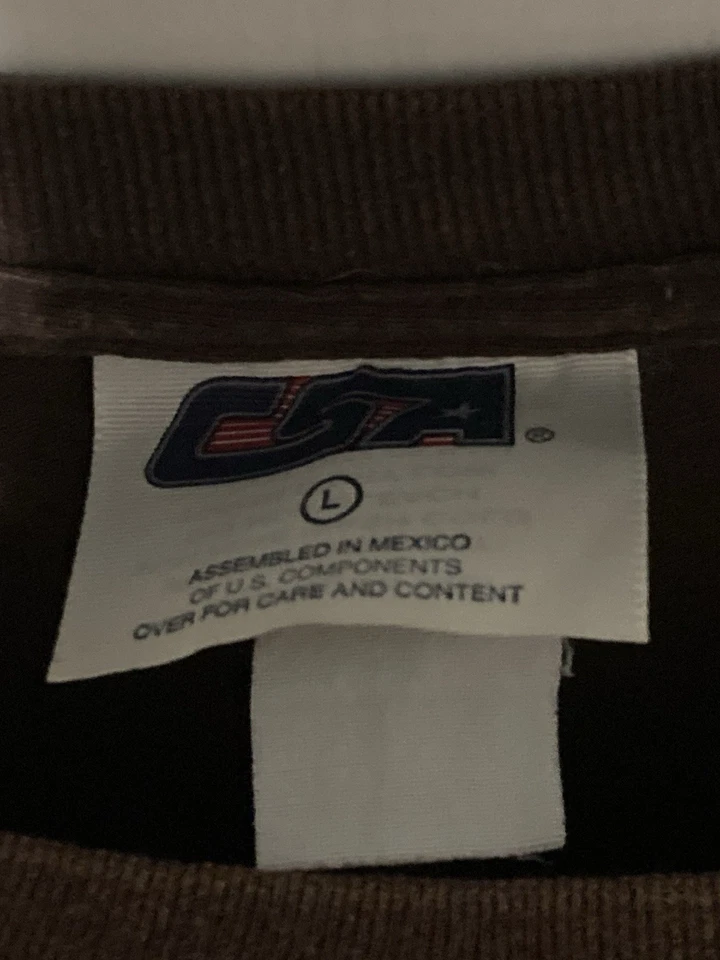 CSA ®
L
ASSEMBLED IN MEXICO
OF U.S. COMPONENTS
OVER FOR CARE AND CONTENT